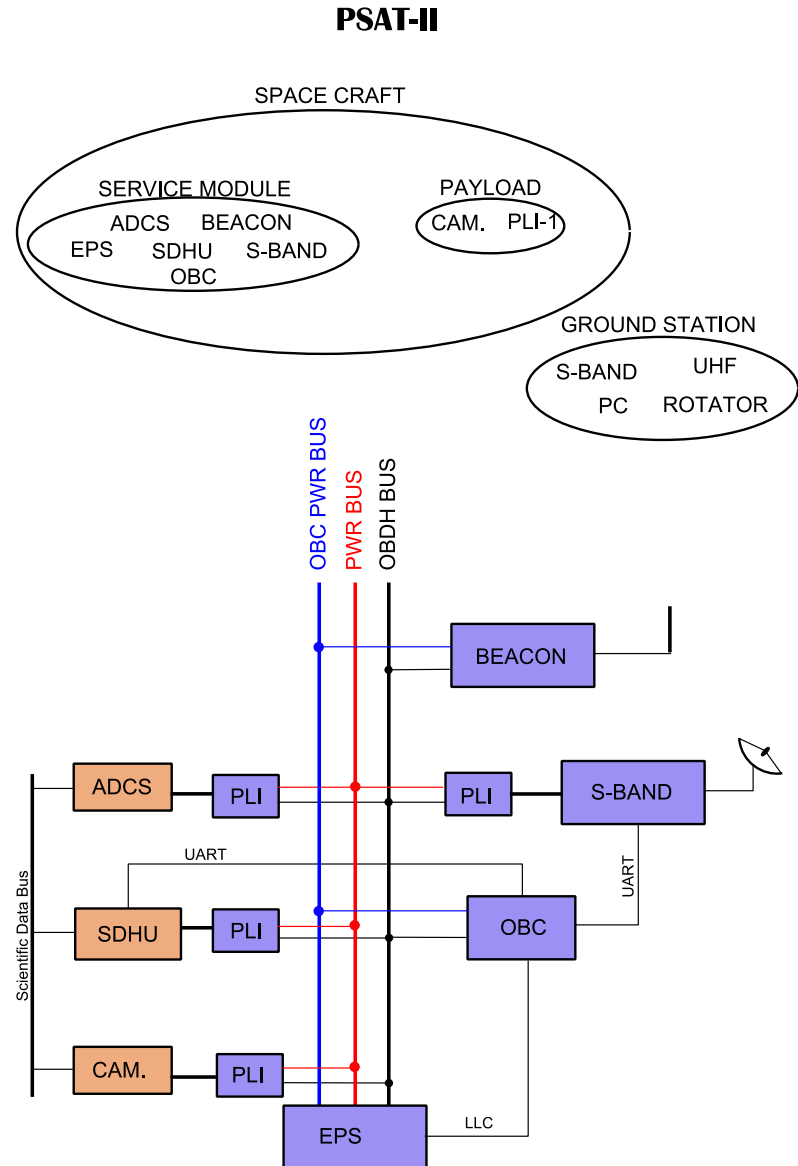 PSAT-II
SPACE CRAFT
SERVICE MODULE
PAYLOAD
ADCS BEACON
CAM. PLI-1
EPS SDHU S-BAND
OBC
GROUND STATION
S-BAND UHF
PC ROTATOR
OBC PWR BUS
PWR BUS
OBDH BUS
BEACON
ADCS
PLI
PLI
S-BAND
UART
UART
Scientific Data Bus
SDHU
PLI
OBC
CAM.
PLI
EPS
LLC